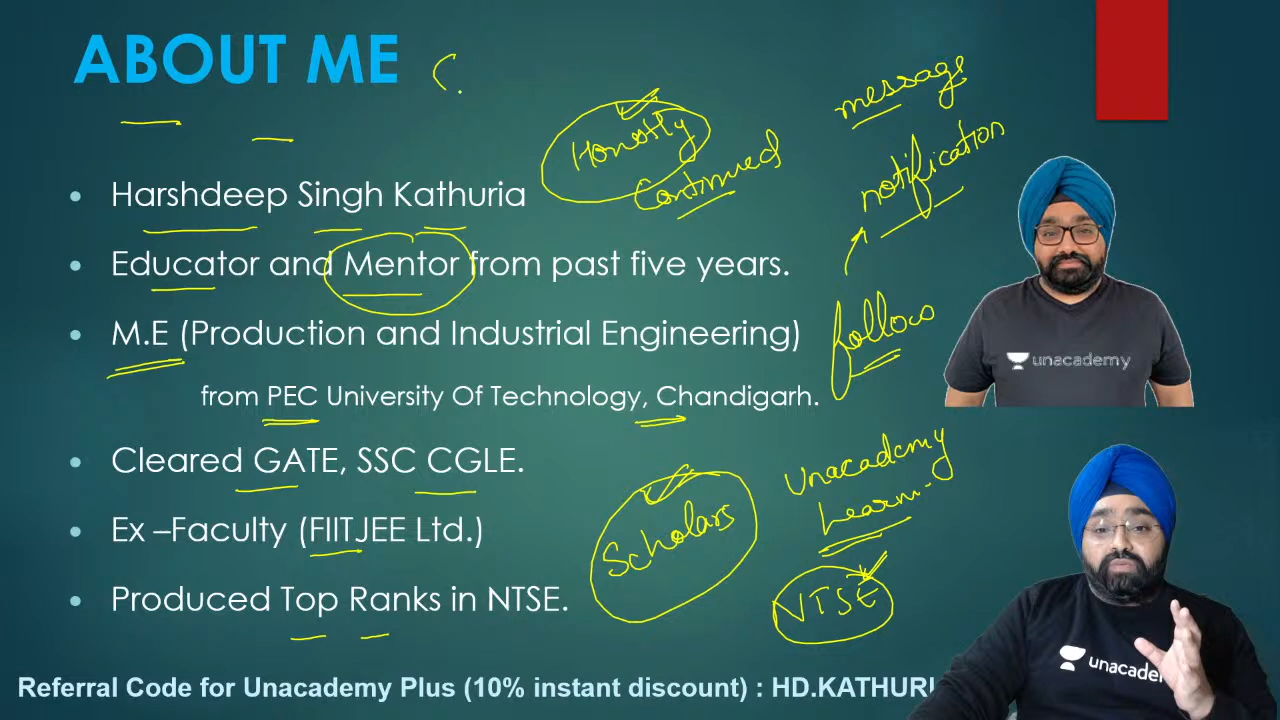 ABOUT ME
message
Honestly
Continued
notification
Harshdeep Singh Kathuria
Educator and Mentor from past five years.
M.E (Production and Industrial Engineering)
follow
unacademy
from PEC University Of Technology, Chandigarh.
Cleared GATE, SSC CGLE.
Unacademy
Learn.
Ex –Faculty (FIITJEE Ltd.)
Scholars
Produced Top Ranks in NTSE.
NTSE
Referral Code for Unacademy Plus (10% instant discount) : HD.KATHURI
unacade